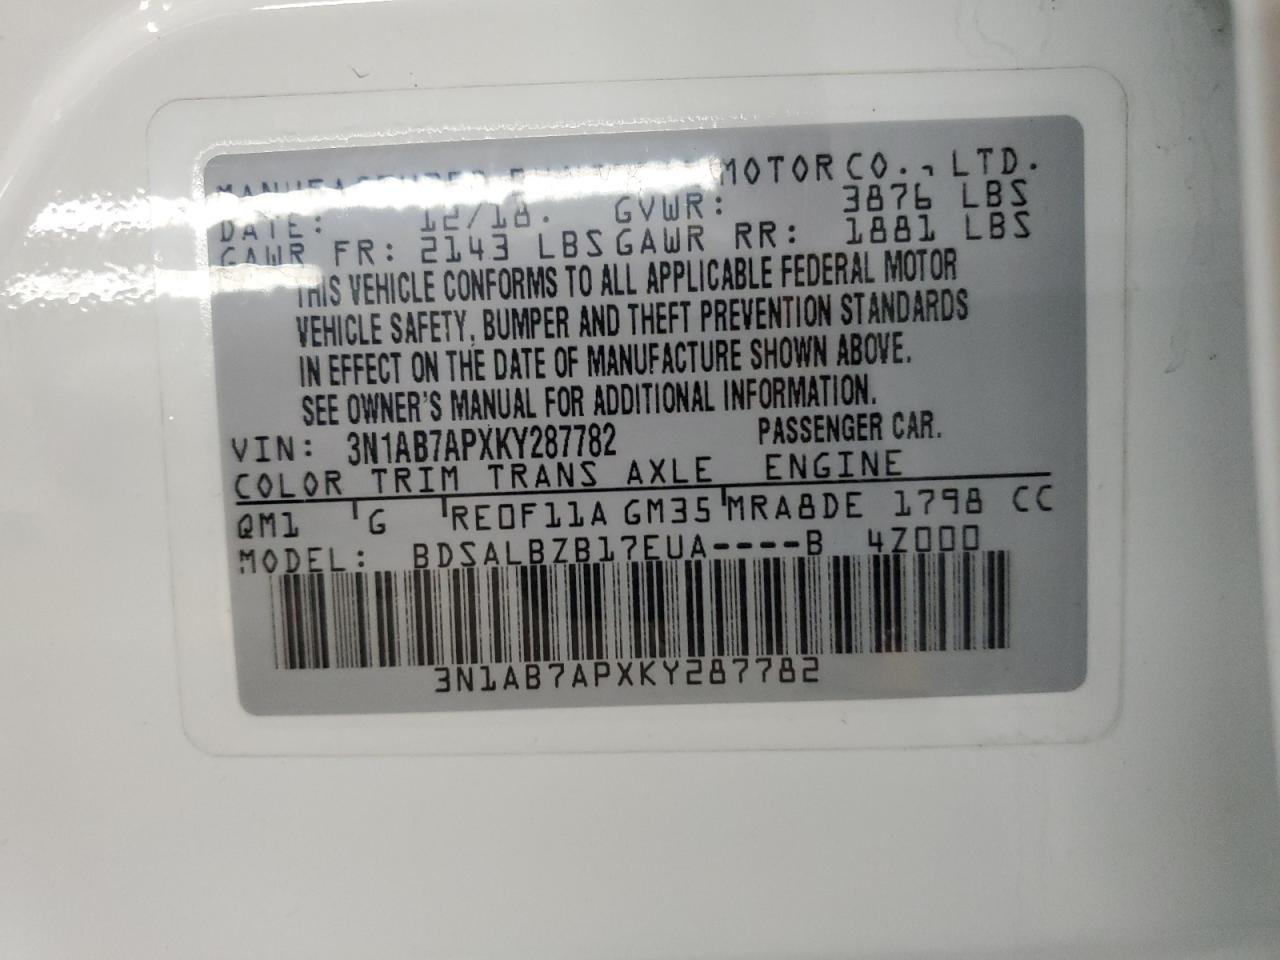 MANUFACTURED BY MOTOR CO., LTD.
DATE: 12/18. GVWR: 3876 LBS
GAWR FR: 2143 LBS GAWR RR: 1881 LBS
THIS VEHICLE CONFORMS TO ALL APPLICABLE FEDERAL MOTOR
VEHICLE SAFETY, BUMPER AND THEFT PREVENTION STANDARDS
IN EFFECT ON THE DATE OF MANUFACTURE SHOWN ABOVE.
SEE OWNER'S MANUAL FOR ADDITIONAL INFORMATION.
VIN: 3N1AB7APXKY287782 PASSENGER CAR.
COLOR TRIM TRANS AXLE ENGINE
QM1 G RE0F11A GM35 MRA8DE 1798 CC
MODEL: BDSALBZB17EUA----B 4Z000
3N1AB7APXKY287782